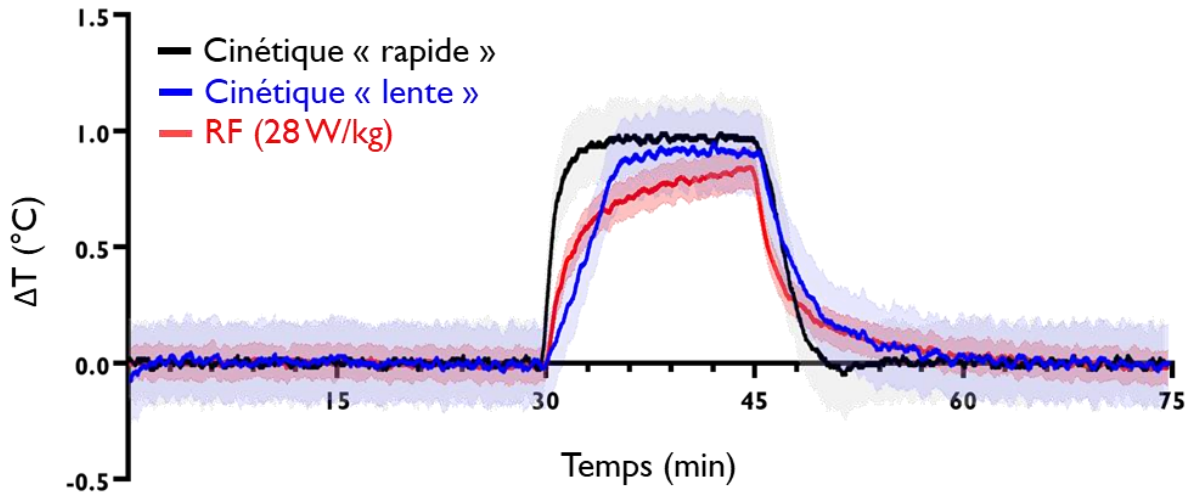 1.5
Cinétique « rapide »
Cinétique « lente »
RF (28 W/kg)
1.0
0.5
0.0
-0.5
ΔT (°C)
15 30 45 60 75
Temps (min)